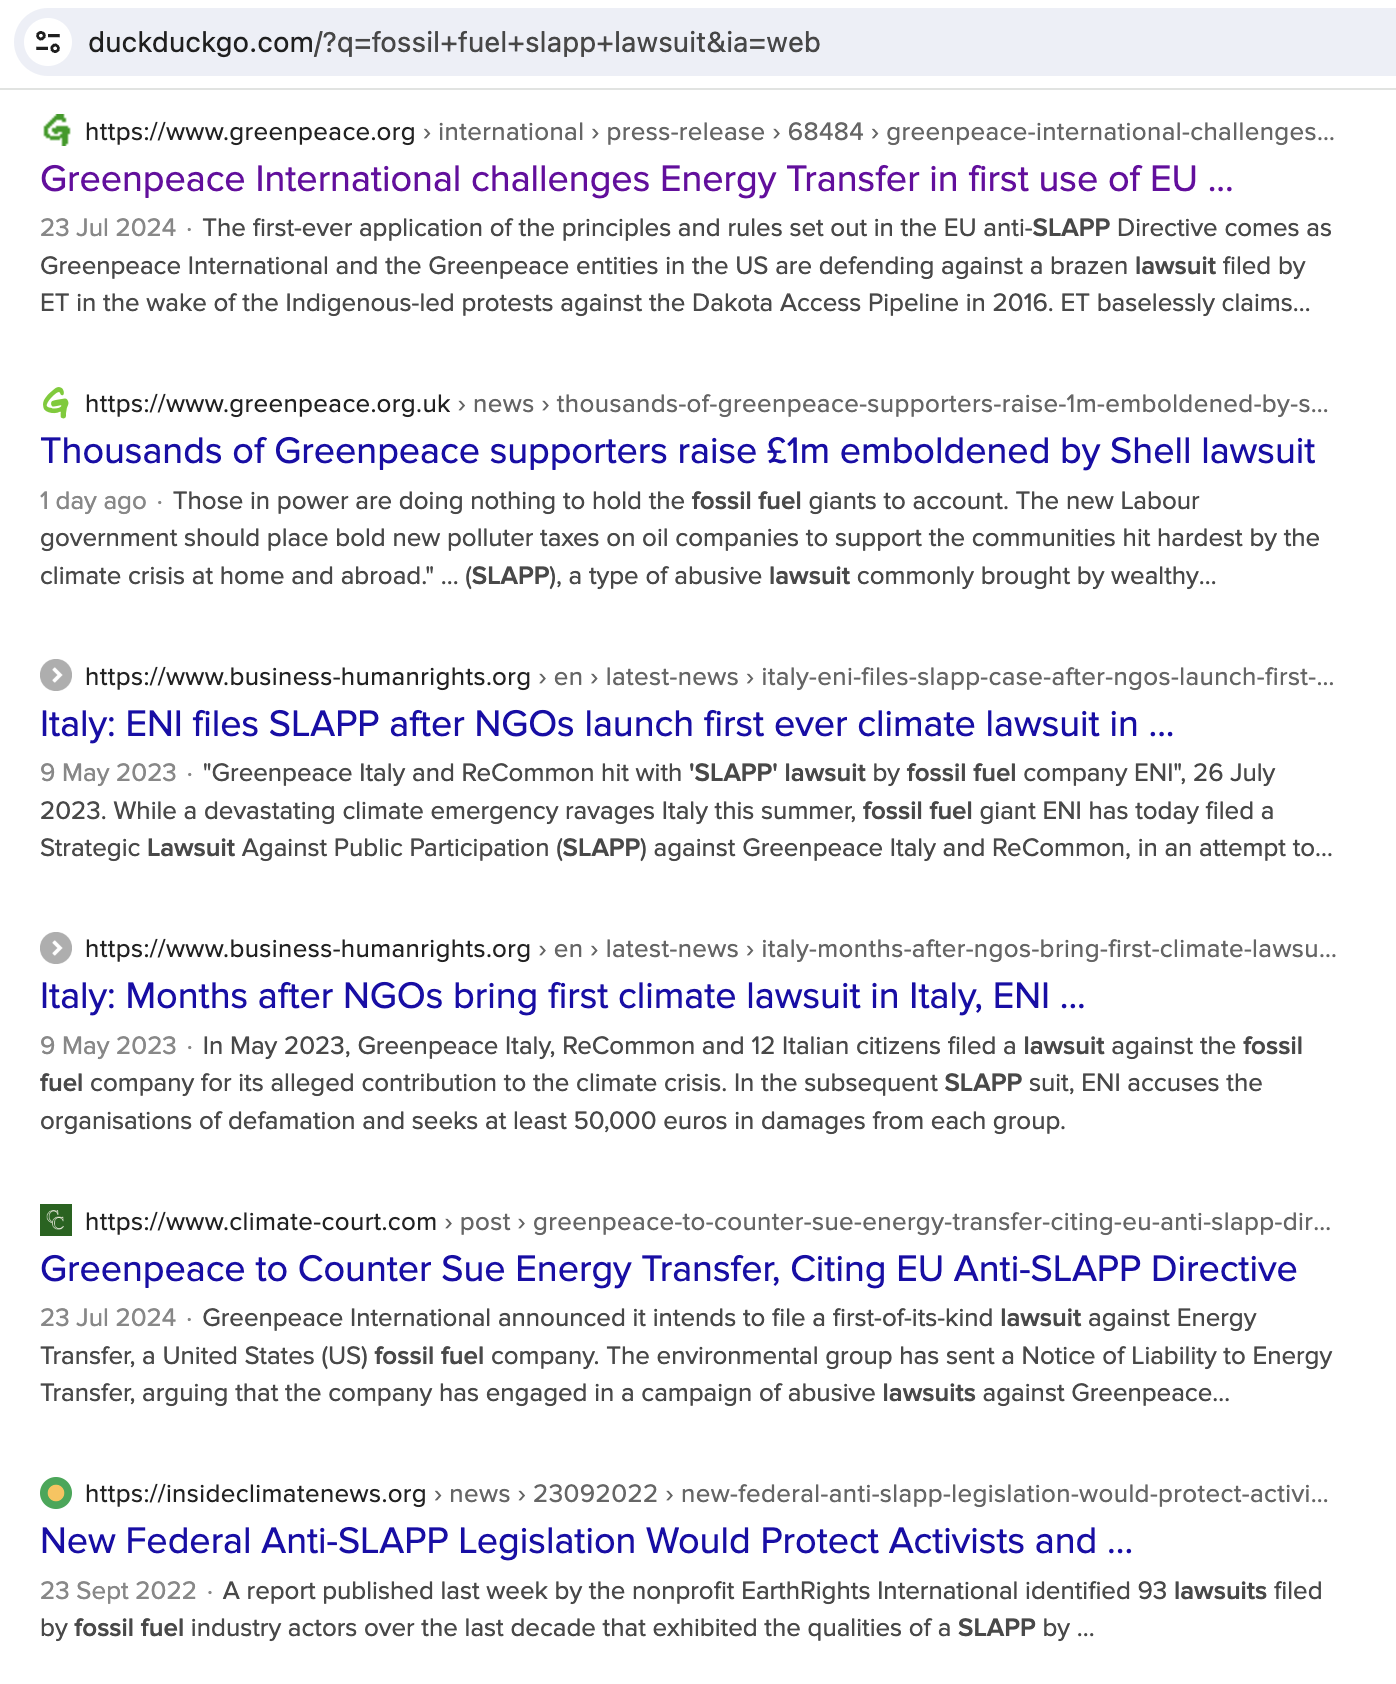 duckduckgo.com/?q=fossil+fuel+slapp+lawsuit&ia=web
https://www.greenpeace.org › international › press-release › 68484 › greenpeace-international-challenges...
Greenpeace International challenges Energy Transfer in first use of EU ...
23 Jul 2024 · The first-ever application of the principles and rules set out in the EU anti-SLAPP Directive comes as
Greenpeace International and the Greenpeace entities in the US are defending against a brazen lawsuit filed by
ET in the wake of the Indigenous-led protests against the Dakota Access Pipeline in 2016. ET baselessly claims...
https://www.greenpeace.org.uk › news › thousands-of-greenpeace-supporters-raise-1m-emboldened-by-s...
Thousands of Greenpeace supporters raise £1m emboldened by Shell lawsuit
1 day ago · Those in power are doing nothing to hold the fossil fuel giants to account. The new Labour
government should place bold new polluter taxes on oil companies to support the communities hit hardest by the
climate crisis at home and abroad." ... (SLAPP), a type of abusive lawsuit commonly brought by wealthy...
https://www.business-humanrights.org › en › latest-news › italy-eni-files-slapp-case-after-ngos-launch-first-...
Italy: ENI files SLAPP after NGOs launch first ever climate lawsuit in ...
9 May 2023 · "Greenpeace Italy and ReCommon hit with 'SLAPP' lawsuit by fossil fuel company ENI", 26 July
2023. While a devastating climate emergency ravages Italy this summer, fossil fuel giant ENI has today filed a
Strategic Lawsuit Against Public Participation (SLAPP) against Greenpeace Italy and ReCommon, in an attempt to...
https://www.business-humanrights.org › en › latest-news › italy-months-after-ngos-bring-first-climate-lawsu...
Italy: Months after NGOs bring first climate lawsuit in Italy, ENI ...
9 May 2023 · In May 2023, Greenpeace Italy, ReCommon and 12 Italian citizens filed a lawsuit against the fossil
fuel company for its alleged contribution to the climate crisis. In the subsequent SLAPP suit, ENI accuses the
organisations of defamation and seeks at least 50,000 euros in damages from each group.
https://www.climate-court.com › post › greenpeace-to-counter-sue-energy-transfer-citing-eu-anti-slapp-dir...
Greenpeace to Counter Sue Energy Transfer, Citing EU Anti-SLAPP Directive
23 Jul 2024 · Greenpeace International announced it intends to file a first-of-its-kind lawsuit against Energy
Transfer, a United States (US) fossil fuel company. The environmental group has sent a Notice of Liability to Energy
Transfer, arguing that the company has engaged in a campaign of abusive lawsuits against Greenpeace...
https://insideclimatenews.org › news › 23092022 › new-federal-anti-slapp-legislation-would-protect-activi...
New Federal Anti-SLAPP Legislation Would Protect Activists and ...
23 Sept 2022 · A report published last week by the nonprofit EarthRights International identified 93 lawsuits filed
by fossil fuel industry actors over the last decade that exhibited the qualities of a SLAPP by ...